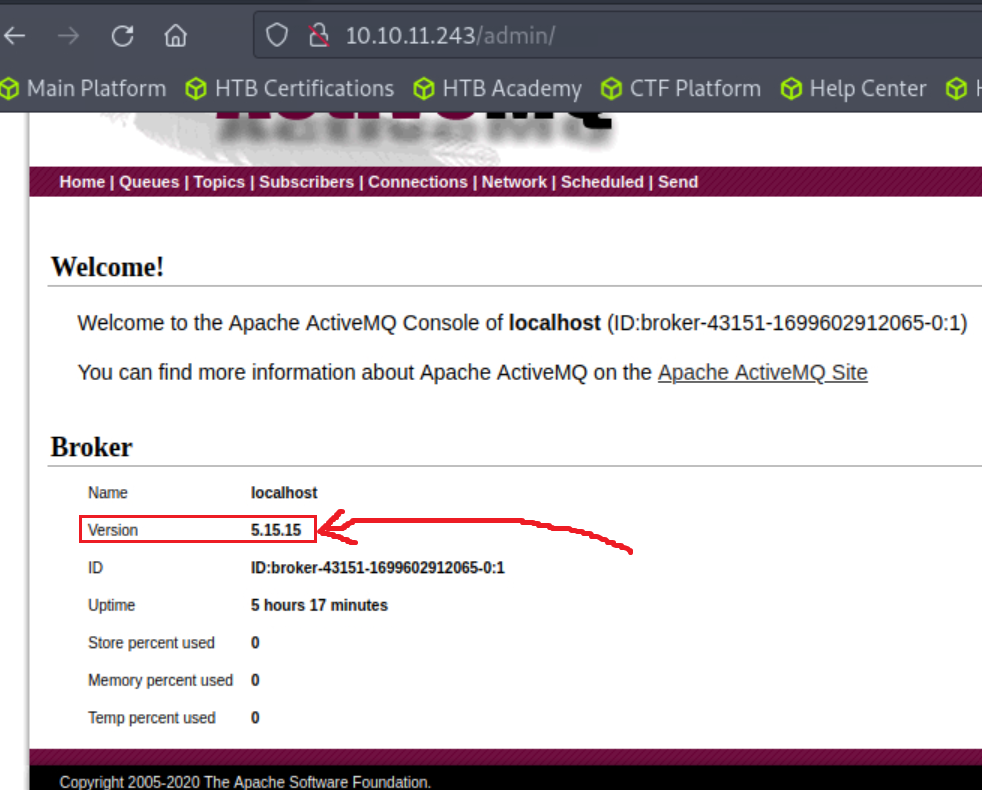 10.10.11.243/admin/
Main Platform HTB Certifications HTB Academy CTF Platform Help Center H
Home | Queues | Topics | Subscribers | Connections | Network | Scheduled | Send
Welcome!
Welcome to the Apache ActiveMQ Console of localhost (ID:broker-43151-1699602912065-0:1)
You can find more information about Apache ActiveMQ on the Apache ActiveMQ Site
Broker
Name localhost
Version 5.15.15
ID ID:broker-43151-1699602912065-0:1
Uptime 5 hours 17 minutes
Store percent used 0
Memory percent used 0
Temp percent used 0
Copyright 2005-2020 The Apache Software Foundation.